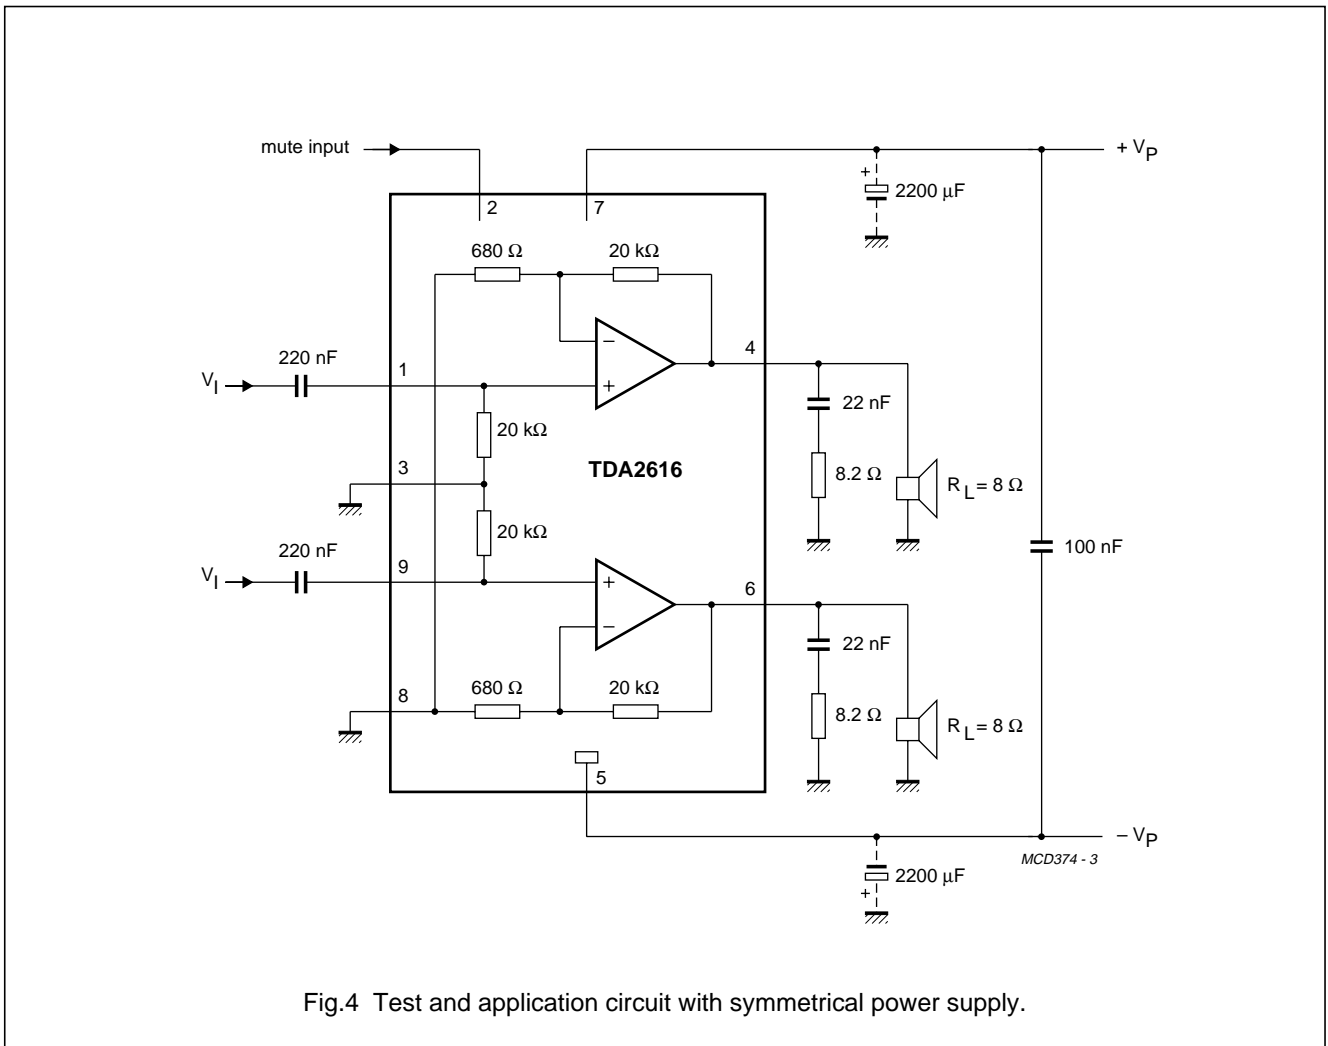 mute input
+ V_P
2
7
+
2200 μF
680 Ω
20 kΩ
−
4
220 nF
1
V_I
+
22 nF
20 kΩ
3
TDA2616
8.2 Ω
R_L = 8 Ω
20 kΩ
220 nF
9
100 nF
V_I
+
6
−
22 nF
680 Ω
20 kΩ
8
8.2 Ω
R_L = 8 Ω
5
− V_P
MCD374 - 3
2200 μF
+
Fig.4 Test and application circuit with symmetrical power supply.